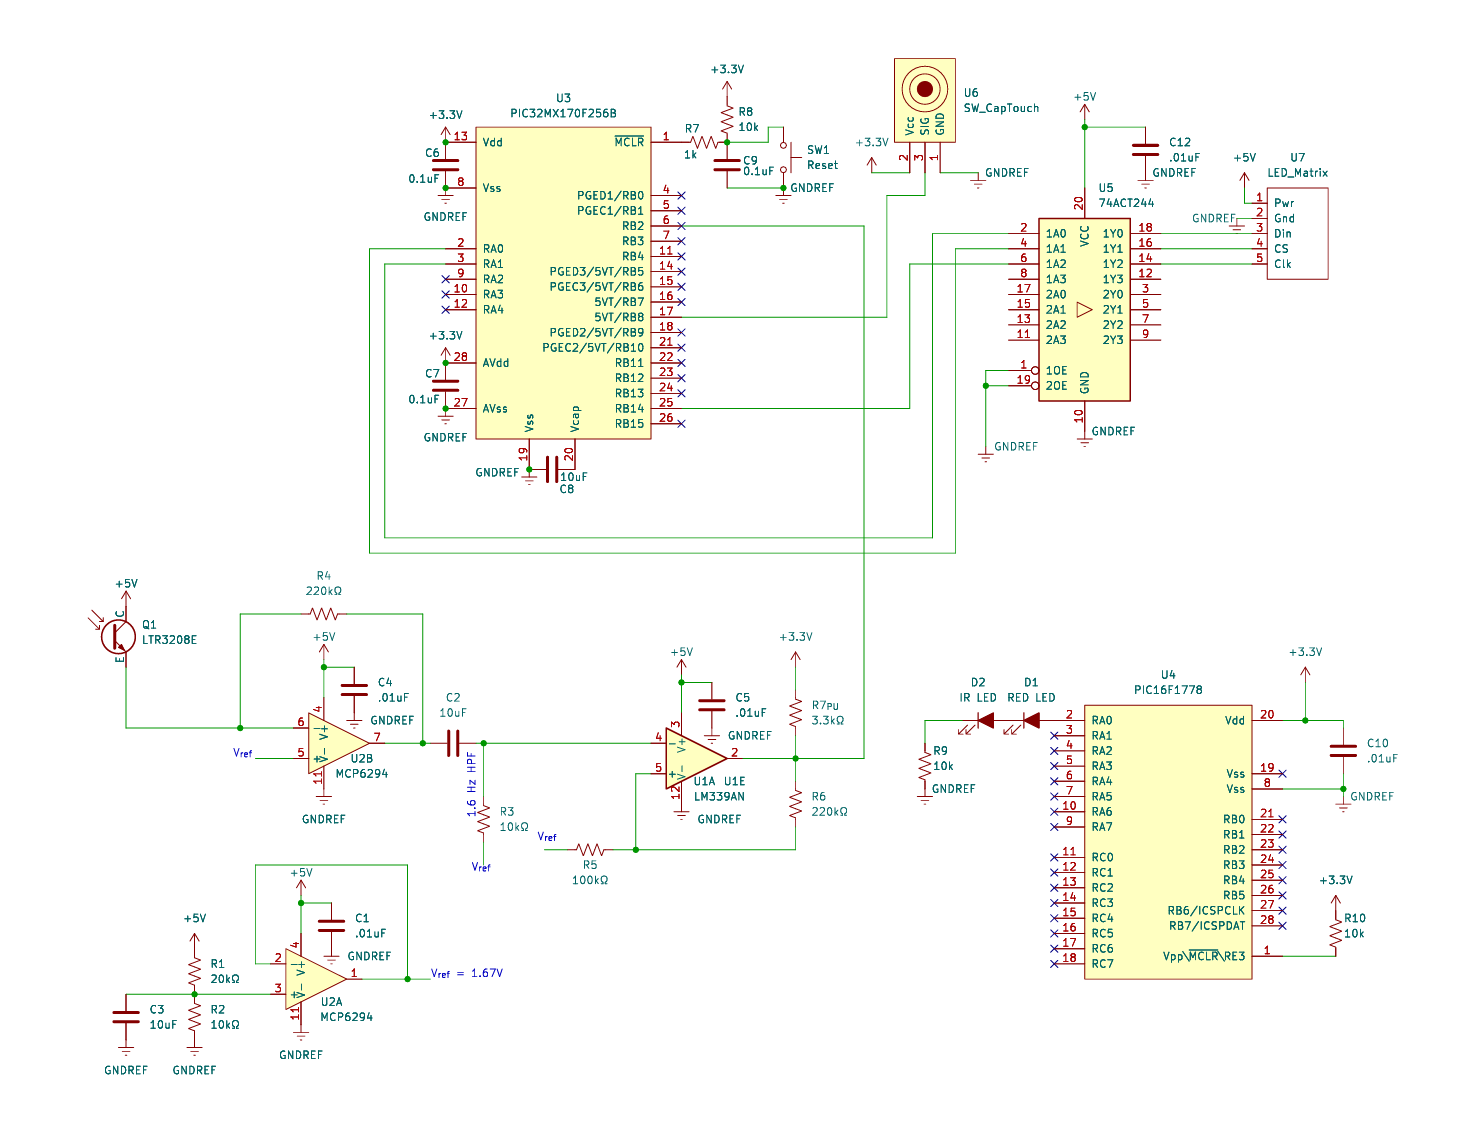 U3
PIC32MX170F256B
+3.3V
13 Vdd
C6
0.1uF
8 Vss
GNDREF
2 RA0
3 RA1
9 RA2
10 RA3
12 RA4
+3.3V
28 AVdd
C7
0.1uF
27 AVss
GNDREF
MCLR 1
PGED1/RB0 4
PGEC1/RB1 5
RB2 6
RB3 7
RB4 11
PGED3/5VT/RB5 14
PGEC3/5VT/RB6 15
5VT/RB7 16
5VT/RB8 17
PGED2/5VT/RB9 18
PGEC2/5VT/RB10 21
RB11 22
RB12 23
RB13 24
RB14 25
RB15 26
Vss 19
Vcap 20
GNDREF
10uF
C8
+3.3V
R8
10k
R7
1k
C9
0.1uF
SW1
Reset
GNDREF
U6
SW_CapTouch
Vcc SIG GND
2 3 1
+3.3V
GNDREF
+5V
C12
.01uF
GNDREF
U5
74ACT244
20 VCC
2 1A0 1Y0 18
4 1A1 1Y1 16
6 1A2 1Y2 14
8 1A3 1Y3 12
17 2A0 2Y0 3
15 2A1 2Y1 5
13 2A2 2Y2 7
11 2A3 2Y3 9
1 1OE
19 2OE
GND 10
GNDREF
GNDREF
+5V
U7
LED_Matrix
GNDREF
1 Pwr
2 Gnd
3 Din
4 CS
5 Clk
+5V
C
Q1
LTR3208E
E
R4
220kΩ
+5V
C4
.01uF
GNDREF
4 V+
6 −
5 +
V- 11
7
Vref
U2B
MCP6294
GNDREF
C2
10uF
1.6 Hz HPF
R3
10kΩ
Vref
+5V
C5
.01uF
GNDREF
3 V+
4 −
5 +
V- 12
2
U1A U1E
LM339AN
GNDREF
Vref
R5
100kΩ
+3.3V
R7PU
3.3kΩ
R6
220kΩ
+5V
C1
.01uF
GNDREF
4 V+
2 −
3 +
V- 11
1
Vref = 1.67V
U2A
MCP6294
GNDREF
+5V
R1
20kΩ
R2
10kΩ
C3
10uF
GNDREF
GNDREF
D2
IR LED
D1
RED LED
R9
10k
GNDREF
U4
PIC16F1778
2 RA0
3 RA1
4 RA2
5 RA3
6 RA4
7 RA5
10 RA6
9 RA7
11 RC0
12 RC1
13 RC2
14 RC3
15 RC4
16 RC5
17 RC6
18 RC7
Vdd 20
Vss 19
Vss 8
RB0 21
RB1 22
RB2 23
RB3 24
RB4 25
RB5 26
RB6/ICSPCLK 27
RB7/ICSPDAT 28
Vpp\MCLR\RE3 1
+3.3V
C10
.01uF
GNDREF
+3.3V
R10
10k